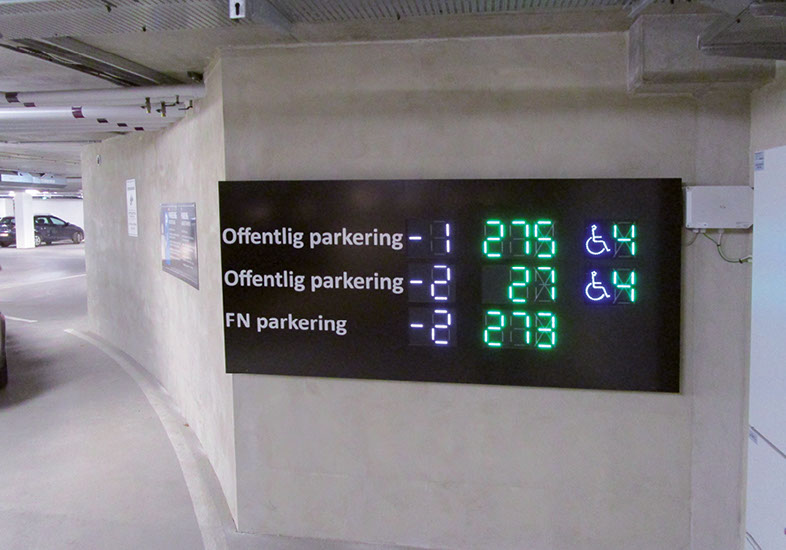 Offentlig parkering -1 275 4
Offentlig parkering -2 27 4
FN parkering -2 273